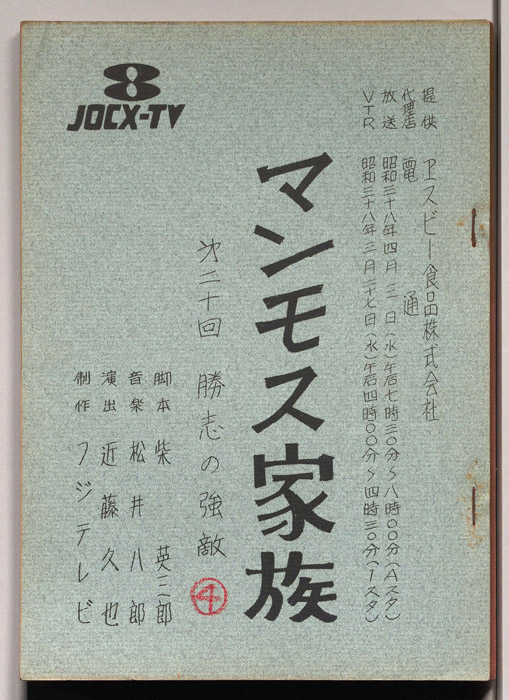 8
JOCX-TV
提供 ヱスビー食品株式会社
代理店 電通
放送 昭和三十八年四月三日(水)午后七時三〇分〜八時〇〇分(Aスタ)
VTR 昭和三十八年三月二十七日(水)午后四時〇〇分〜四時三〇分(1スタ)
マンモス家族
㐧二十回 勝志の強敵 ④
脚本 柴英三郎
音楽 松井八郎
演出 近藤久也
制作 フジテレビ